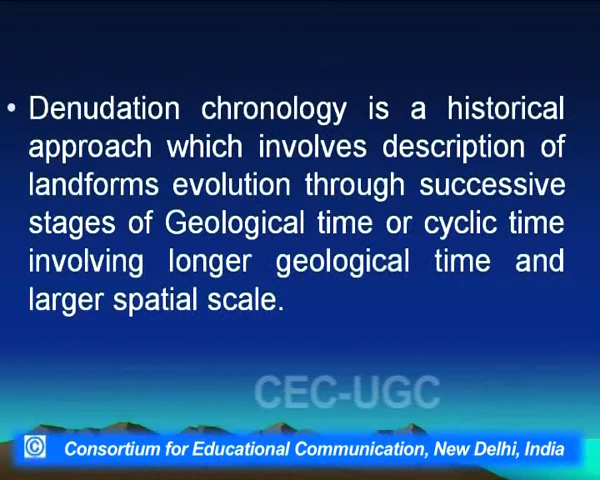 • Denudation chronology is a historical
approach which involves description of
landforms evolution through successive
stages of Geological time or cyclic time
involving longer geological time and
larger spatial scale.
CEC-UGC
© Consortium for Educational Communication, New Delhi, India